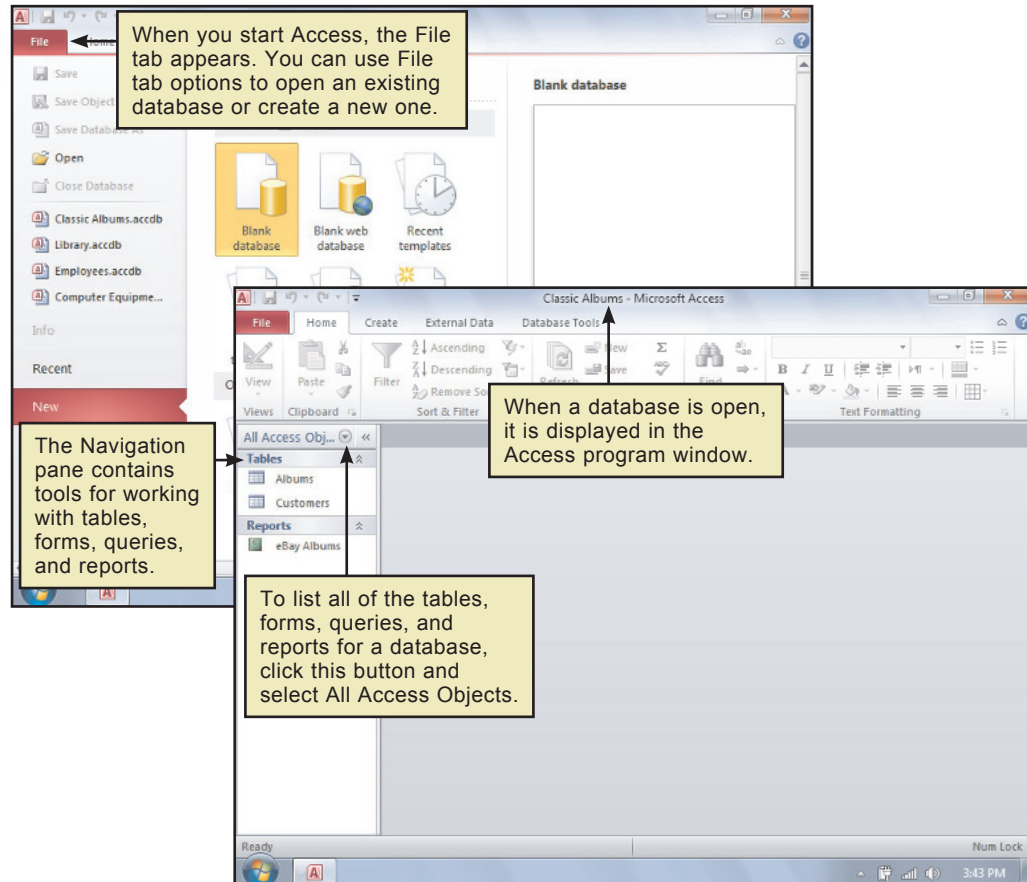 File
Home
When you start Access, the File
tab appears. You can use File
tab options to open an existing
database or create a new one.
Save
Save Object
Save Database As
Open
Close Database
Classic Albums.accdb
Library.accdb
Employees.accdb
Computer Equipme...
Info
Recent
New
Blank
database
Blank web
database
Recent
templates
Blank database
Classic Albums - Microsoft Access
File Home Create External Data Database Tools
View
Paste
Filter
Ascending
Descending
Remove
New
Save
Refresh
Find
B I U
A
Views Clipboard Sort & Filter Text Formatting
When a database is open,
it is displayed in the
Access program window.
The Navigation
pane contains
tools for working
with tables,
forms, queries,
and reports.
All Access Obj...
Tables
Albums
Customers
Reports
eBay Albums
To list all of the tables,
forms, queries, and
reports for a database,
click this button and
select All Access Objects.
Ready Num Lock
3:43 PM